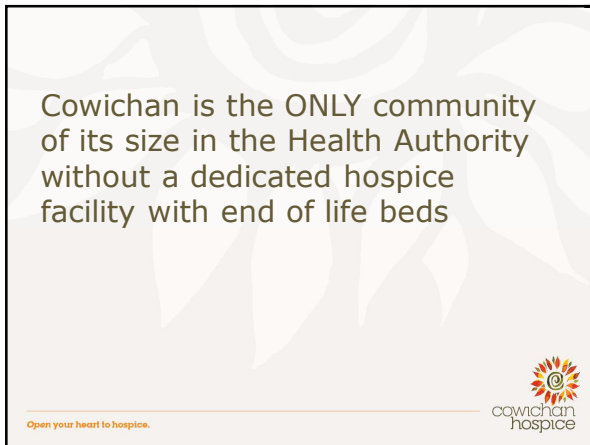 Cowichan is the ONLY community
of its size in the Health Authority
without a dedicated hospice
facility with end of life beds
Open your heart to hospice.
cowichan
hospice